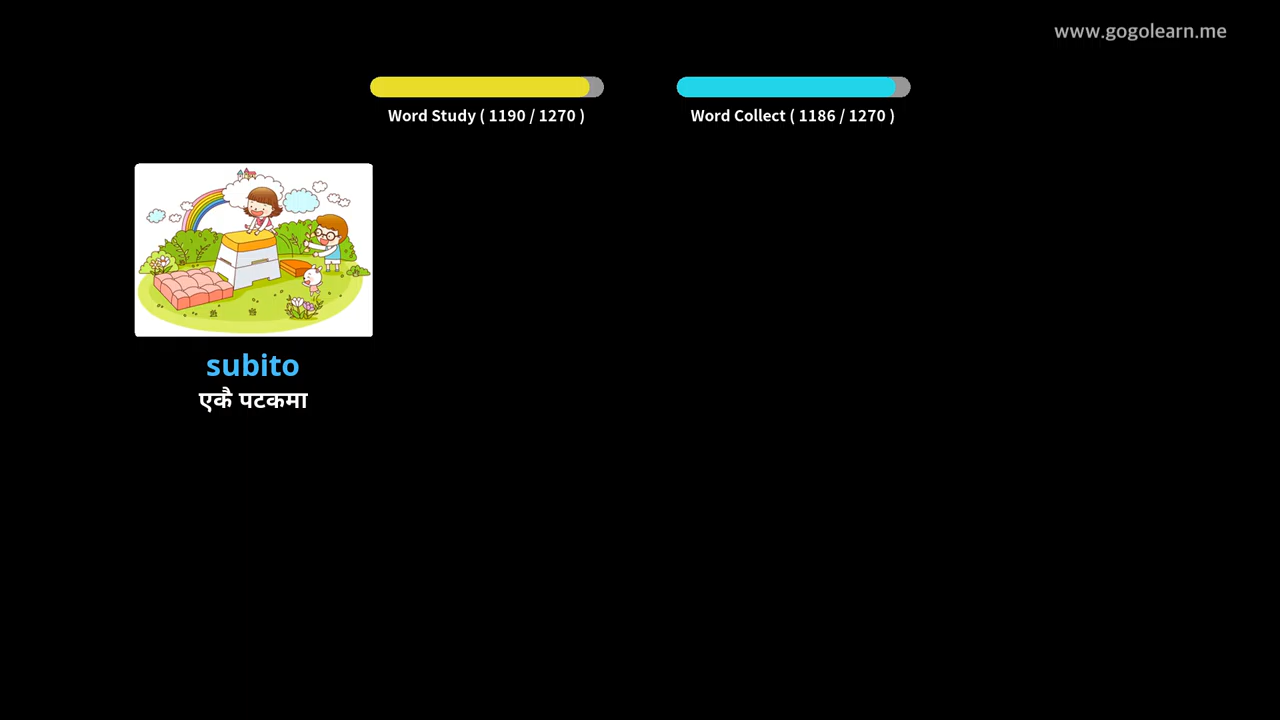 www.gogolearn.me
Word Study ( 1190 / 1270 )
Word Collect ( 1186 / 1270 )
subito
एकै पटकमा